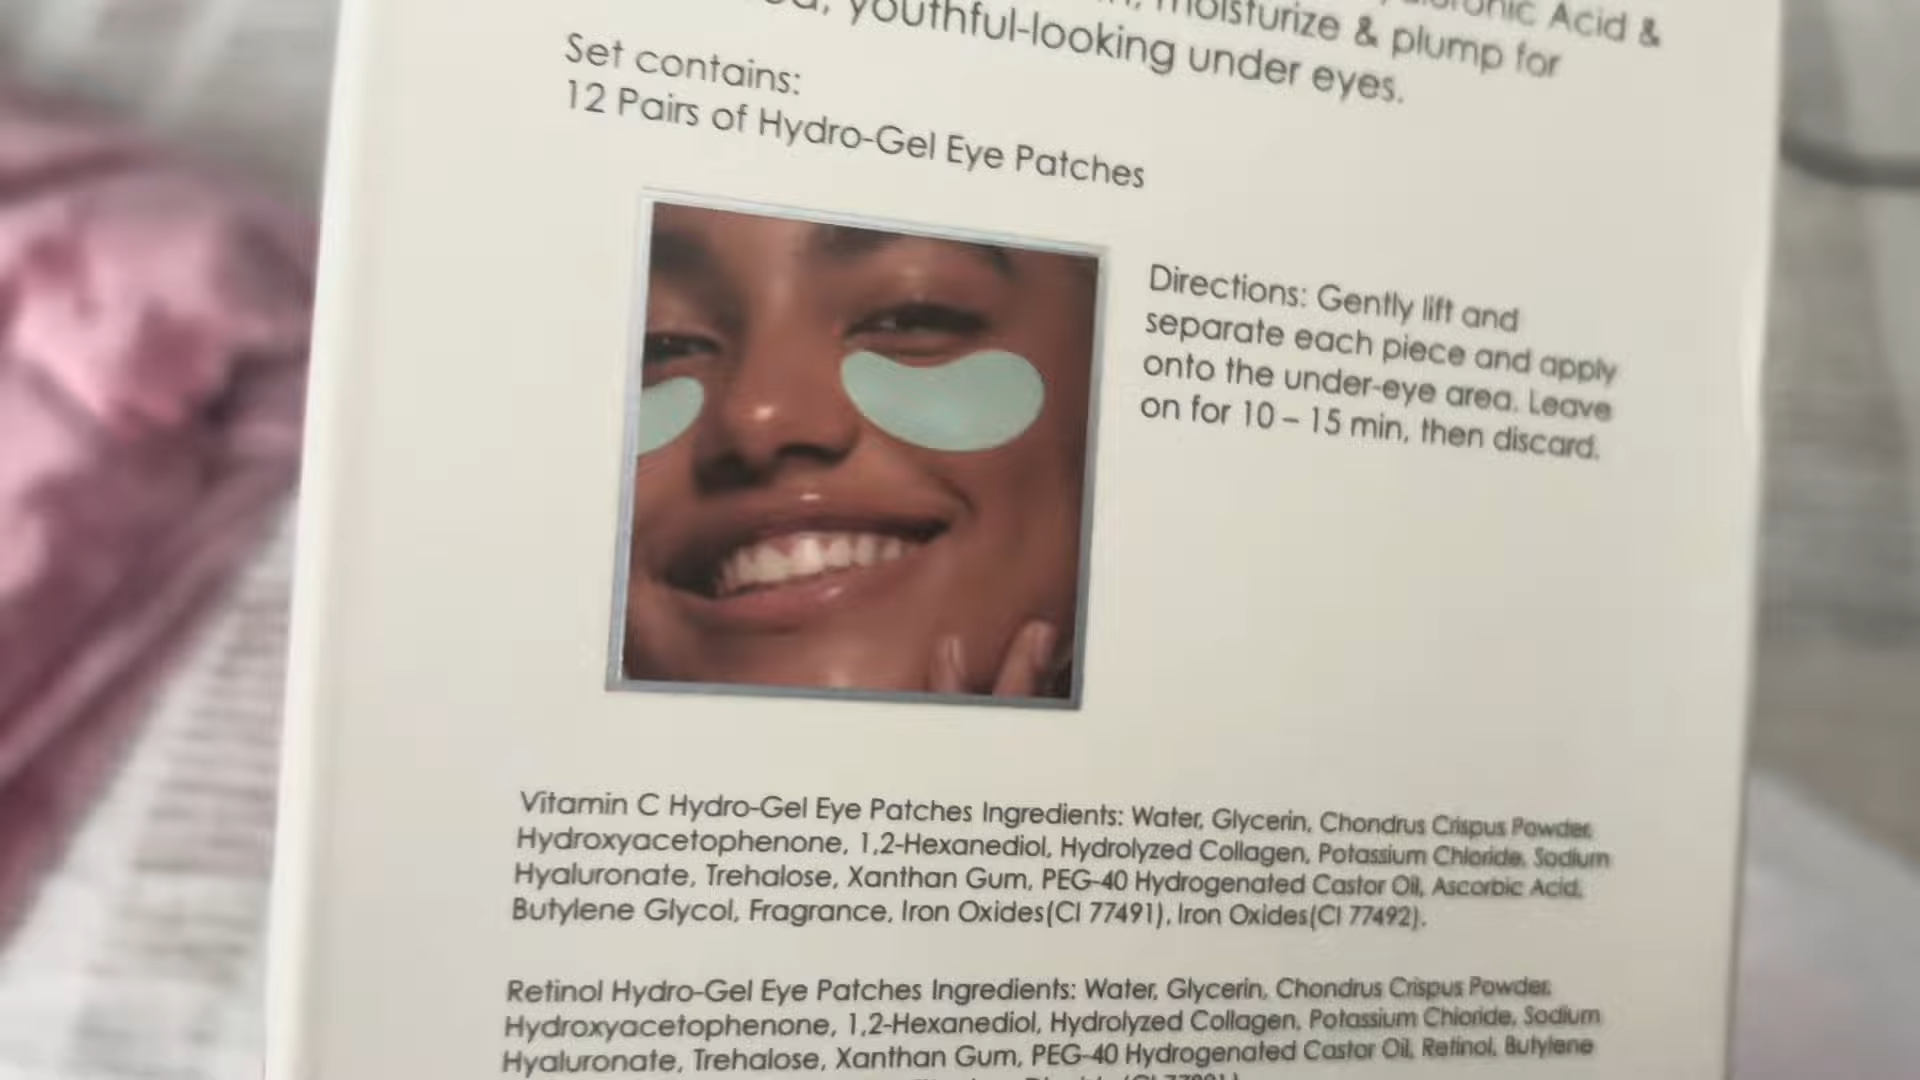 Acid &
moisturize & plump for
youthful-looking under eyes.
Set contains:
12 Pairs of Hydro-Gel Eye Patches
Directions: Gently lift and
separate each piece and apply
onto the under-eye area. Leave
on for 10 – 15 min, then discard.
Vitamin C Hydro-Gel Eye Patches Ingredients: Water, Glycerin, Chondrus Crispus Powder,
Hydroxyacetophenone, 1,2-Hexanediol, Hydrolyzed Collagen, Potassium Chloride, Sodium
Hyaluronate, Trehalose, Xanthan Gum, PEG-40 Hydrogenated Castor Oil, Ascorbic Acid,
Butylene Glycol, Fragrance, Iron Oxides(CI 77491), Iron Oxides(CI 77492).
Retinol Hydro-Gel Eye Patches Ingredients: Water, Glycerin, Chondrus Crispus Powder,
Hydroxyacetophenone, 1,2-Hexanediol, Hydrolyzed Collagen, Potassium Chloride, Sodium
Hyaluronate, Trehalose, Xanthan Gum, PEG-40 Hydrogenated Castor Oil, Retinol, Butylene